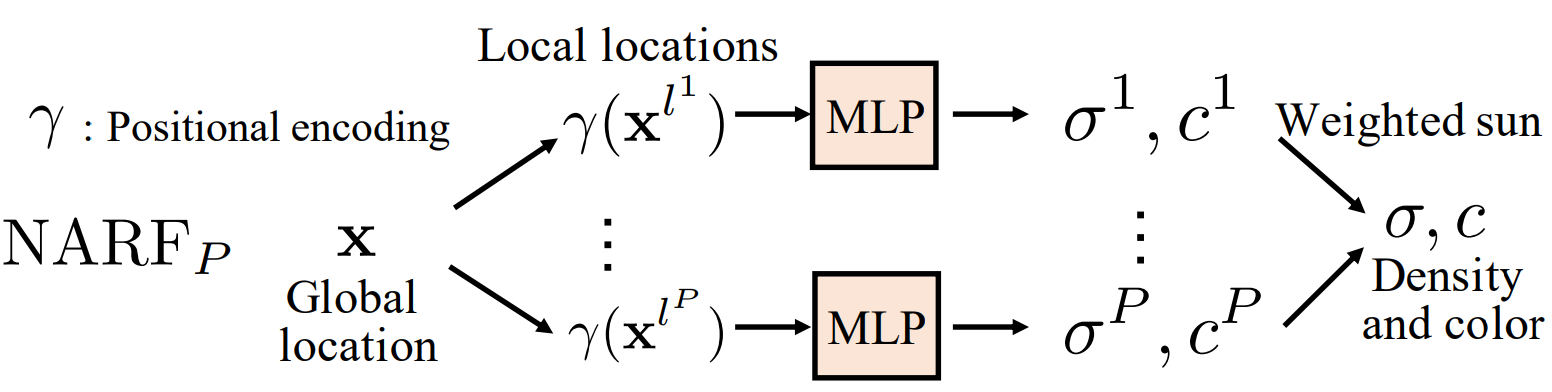 Local locations
γ : Positional encoding
γ(x^{l^1})
MLP
σ^1, c^1
Weighted sun
NARF_P
x
Global
location
⋮
⋮
σ, c
Density
and color
γ(x^{l^P})
MLP
σ^P, c^P